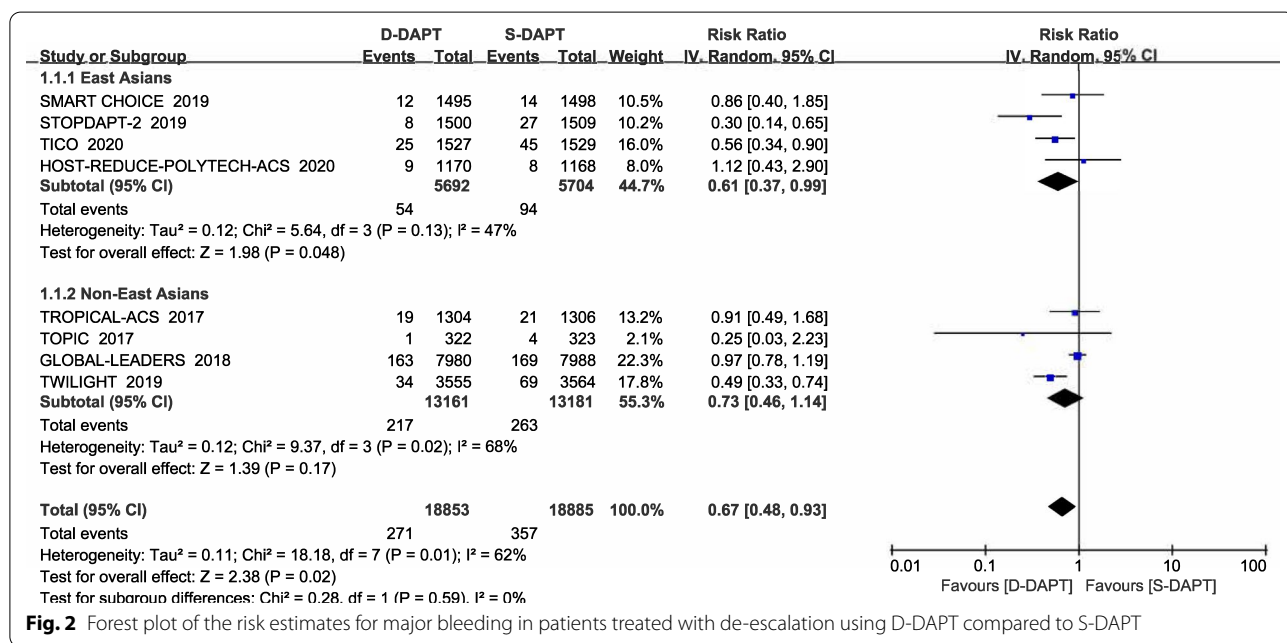 D-DAPT S-DAPT Risk Ratio Risk Ratio
Study or Subgroup Events Total Events Total Weight IV, Random, 95% CI IV, Random, 95% CI
1.1.1 East Asians
SMART CHOICE 2019 12 1495 14 1498 10.5% 0.86 [0.40, 1.85]
STOPDAPT-2 2019 8 1500 27 1509 10.2% 0.30 [0.14, 0.65]
TICO 2020 25 1527 45 1529 16.0% 0.56 [0.34, 0.90]
HOST-REDUCE-POLYTECH-ACS 2020 9 1170 8 1168 8.0% 1.12 [0.43, 2.90]
Subtotal (95% CI) 5692 5704 44.7% 0.61 [0.37, 0.99]
Total events 54 94
Heterogeneity: Tau² = 0.12; Chi² = 5.64, df = 3 (P = 0.13); I² = 47%
Test for overall effect: Z = 1.98 (P = 0.048)
1.1.2 Non-East Asians
TROPICAL-ACS 2017 19 1304 21 1306 13.2% 0.91 [0.49, 1.68]
TOPIC 2017 1 322 4 323 2.1% 0.25 [0.03, 2.23]
GLOBAL-LEADERS 2018 163 7980 169 7988 22.3% 0.97 [0.78, 1.19]
TWILIGHT 2019 34 3555 69 3564 17.8% 0.49 [0.33, 0.74]
Subtotal (95% CI) 13161 13181 55.3% 0.73 [0.46, 1.14]
Total events 217 263
Heterogeneity: Tau² = 0.12; Chi² = 9.37, df = 3 (P = 0.02); I² = 68%
Test for overall effect: Z = 1.39 (P = 0.17)
Total (95% CI) 18853 18885 100.0% 0.67 [0.48, 0.93]
Total events 271 357
Heterogeneity: Tau² = 0.11; Chi² = 18.18, df = 7 (P = 0.01); I² = 62%
Test for overall effect: Z = 2.38 (P = 0.02)
Test for subgroup differences: Chi² = 0.28, df = 1 (P = 0.59), I² = 0%
0.01 0.1 1 10 100
Favours [D-DAPT] Favours [S-DAPT]
Fig. 2 Forest plot of the risk estimates for major bleeding in patients treated with de-escalation using D-DAPT compared to S-DAPT